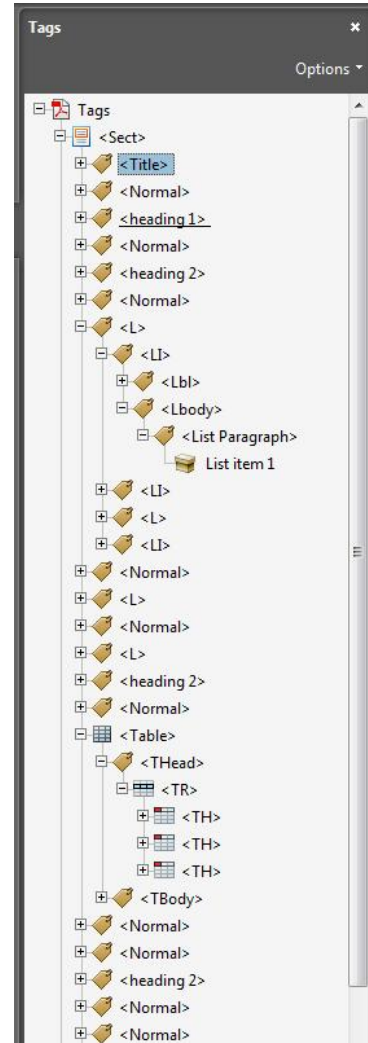 Tags
Options
Tags
<Sect>
<Title>
<Normal>
<heading 1>
<Normal>
<heading 2>
<Normal>
<L>
<LI>
<Lbl>
<Lbody>
<List Paragraph>
List item 1
<LI>
<L>
<LI>
<Normal>
<L>
<Normal>
<L>
<heading 2>
<Normal>
<Table>
<THead>
<TR>
<TH>
<TH>
<TH>
<TBody>
<Normal>
<Normal>
<heading 2>
<Normal>
<Normal>